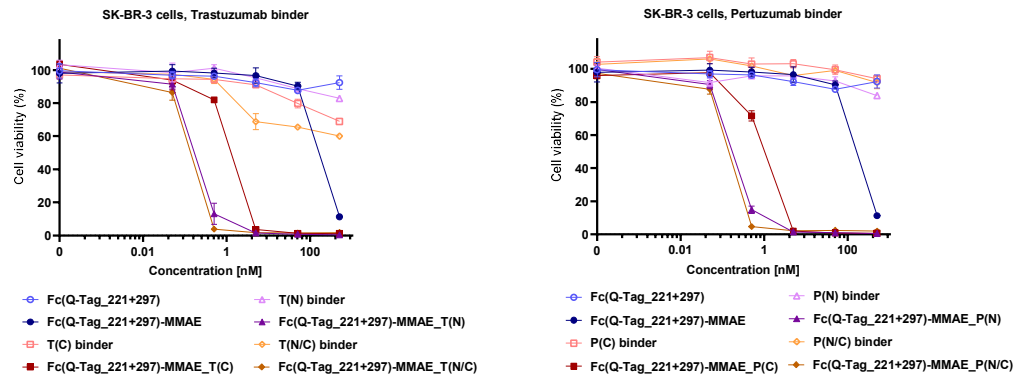 SK-BR-3 cells, Trastuzumab binder
Cell viability (%)
100
80
60
40
20
0
0
0.01
1
100
Concentration [nM]
Fc(Q-Tag_221+297)
Fc(Q-Tag_221+297)-MMAE
T(C) binder
Fc(Q-Tag_221+297)-MMAE_T(C)
T(N) binder
Fc(Q-Tag_221+297)-MMAE_T(N)
T(N/C) binder
Fc(Q-Tag_221+297)-MMAE_T(N/C)
SK-BR-3 cells, Pertuzumab binder
Cell viability (%)
100
80
60
40
20
0
0
0.01
1
100
Concentration [nM]
Fc(Q-Tag_221+297)
Fc(Q-Tag_221+297)-MMAE
P(C) binder
Fc(Q-Tag_221+297)-MMAE_P(C)
P(N) binder
Fc(Q-Tag_221+297)-MMAE_P(N)
P(N/C) binder
Fc(Q-Tag_221+297)-MMAE_P(N/C)